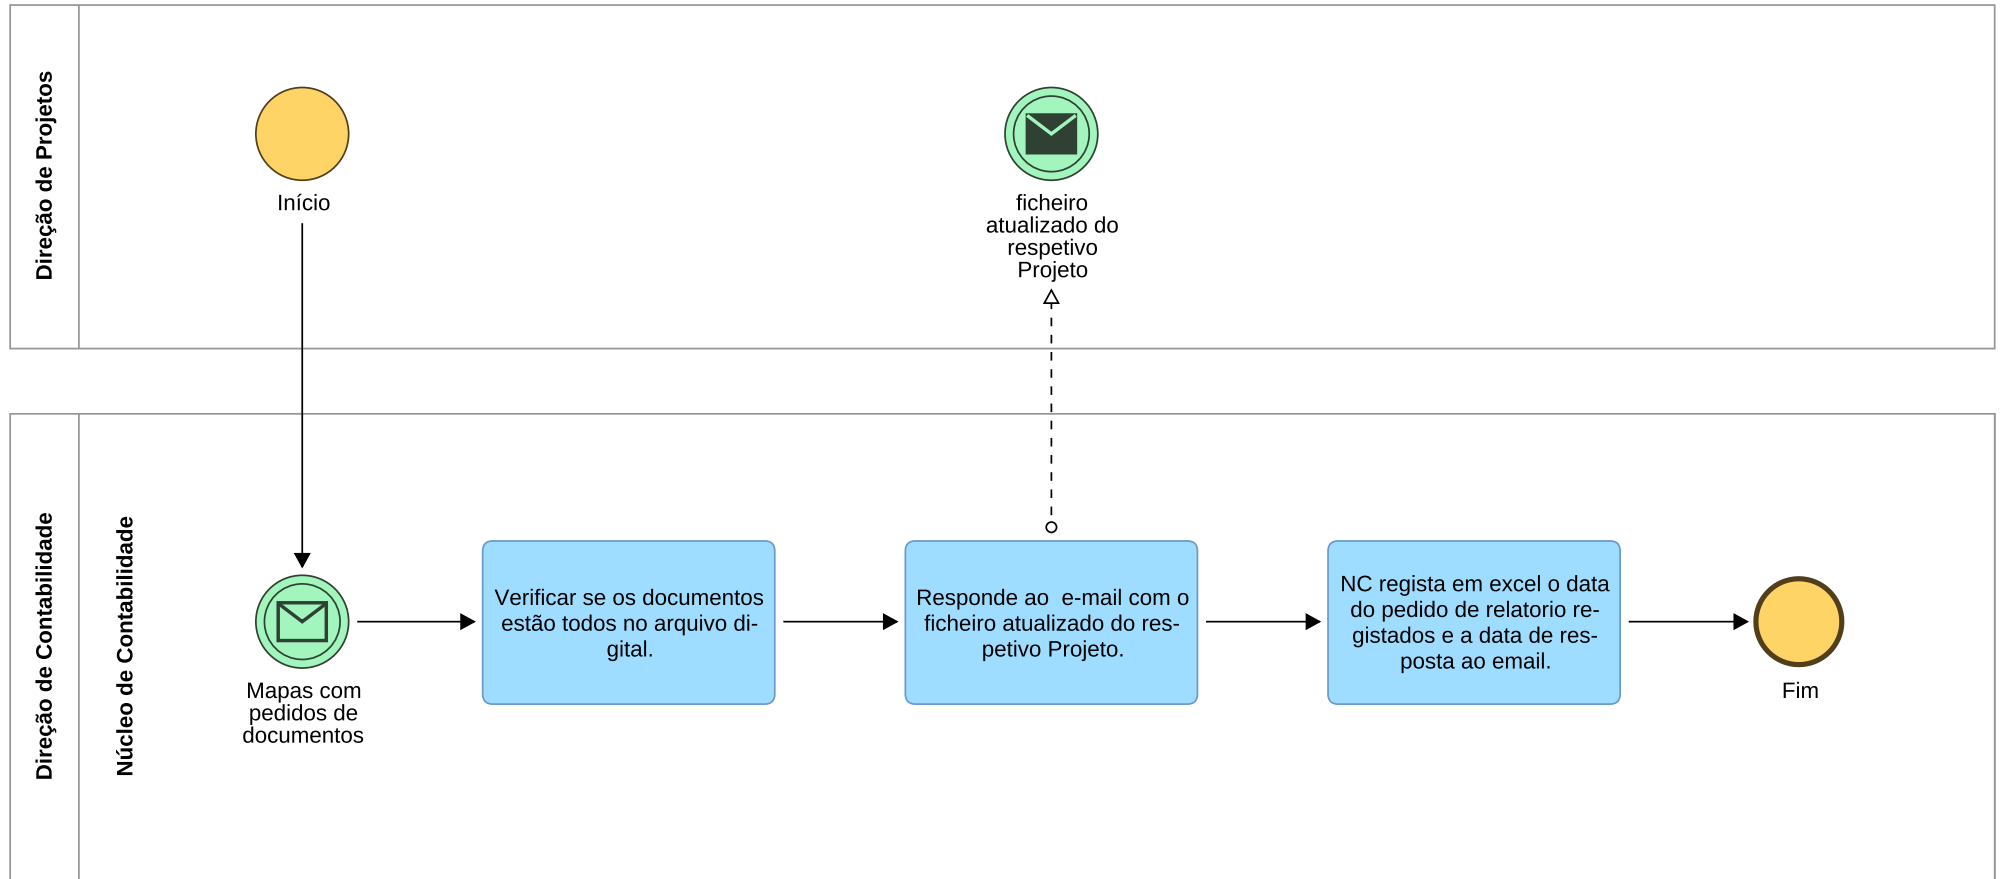 Direção de Projetos
Início
ficheiro
atualizado do
respetivo
Projeto
Direção de Contabilidade
Núcleo de Contabilidade
Mapas com
pedidos de
documentos
Verificar se os documentos
estão todos no arquivo di-
gital.
Responde ao  e-mail com o
ficheiro atualizado do res-
petivo Projeto.
NC regista em excel o data
do pedido de relatorio re-
gistados e a data de res-
posta ao email.
Fim